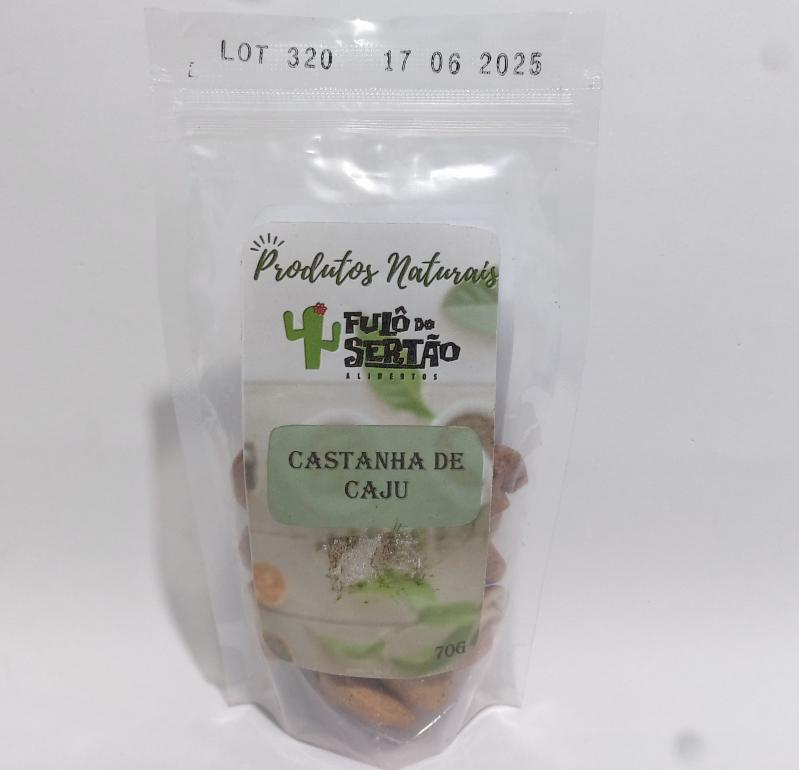 LOT 320 17 06 2025
Produtos Naturais
FULÔ DO
SERTÃO
ALIMENTOS
CASTANHA DE
CAJU
70G